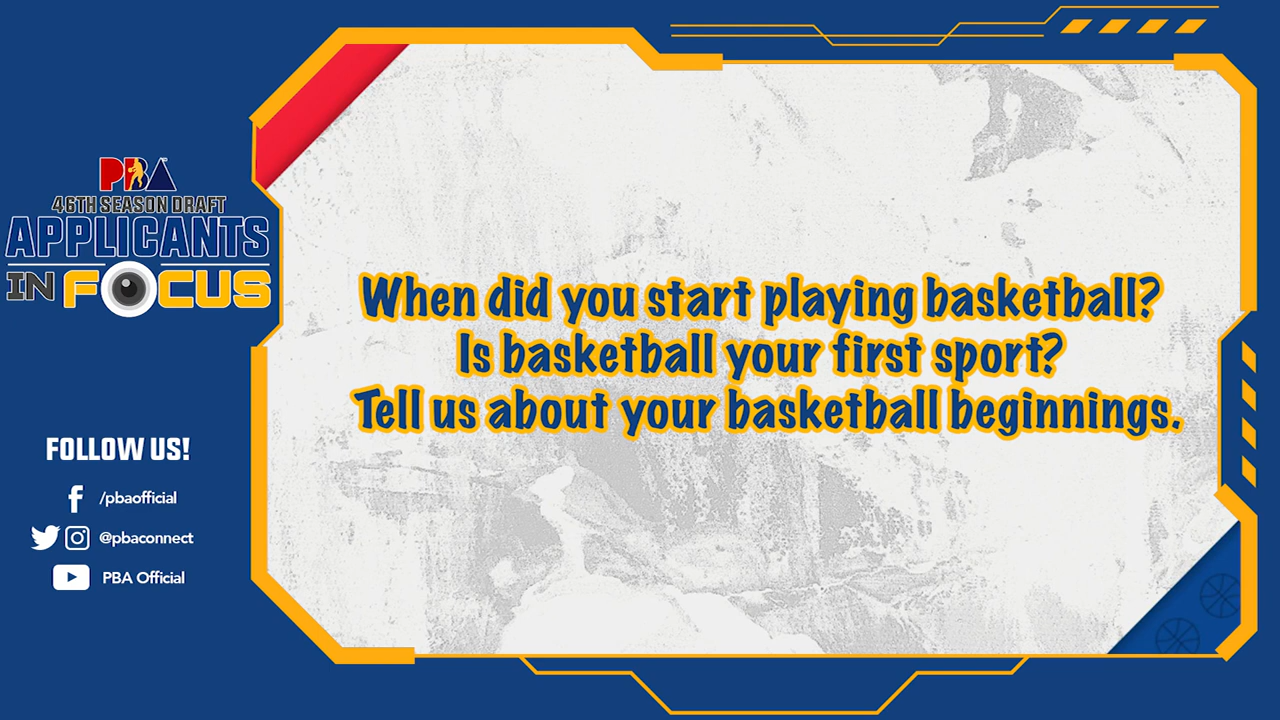 PBA
46TH SEASON DRAFT
APPLICANTS
IN FOCUS
When did you start playing basketball?
Is basketball your first sport?
Tell us about your basketball beginnings.
FOLLOW US!
/pbaofficial
@pbaconnect
PBA Official